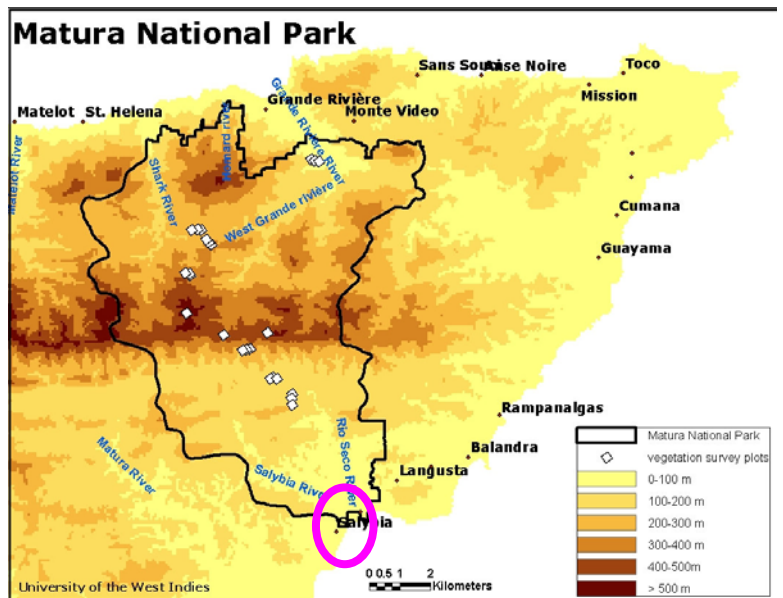 Matura National Park
Sans Souci
Anse Noire
Toco
Mission
Matelot
St. Helena
Grande Rivière
Monte Video
Matelot River
Shark River
Grande Rivière River
West Grande rivière
Cumana
Guayama
Rampanalgas
Balandra
Langusta
Matura River
Salybia River
Rio Seco River
Salybia
Matura National Park
vegetation survey plots
0-100 m
100-200 m
200-300 m
300-400 m
400-500m
> 500 m
0 0.5 1 2
Kilometers
University of the West Indies